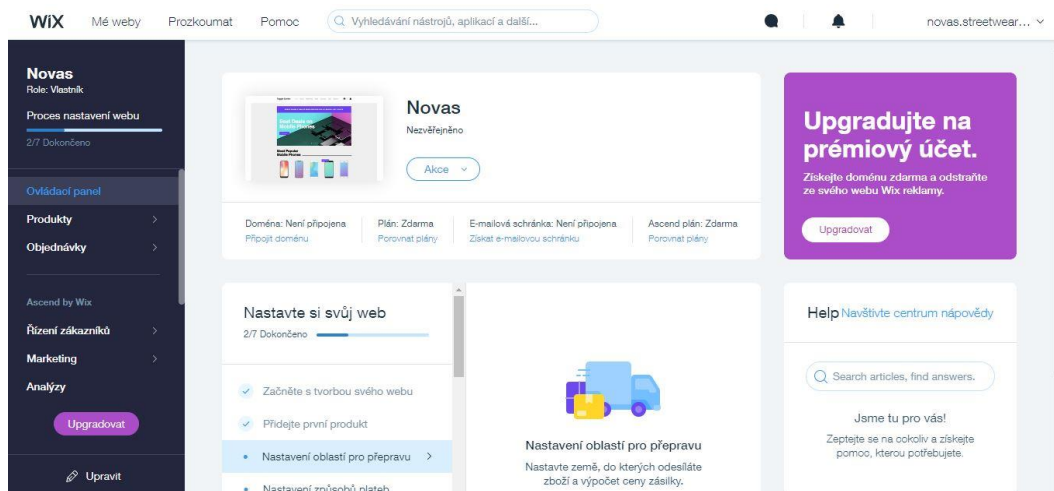 WiX Mé weby Prozkoumat Pomoc Vyhledávání nástrojů, aplikací a další... novas.streetwear...
Novas
Role: Vlastník
Proces nastavení webu
2/7 Dokončeno
Ovládací panel
Produkty
Objednávky
Ascend by Wix
Řízení zákazníků
Marketing
Analýzy
Upgradovat
Upravit
Novas
Nezvěřejněno
Akce
Doména: Není připojena
Připojit doménu
Plán: Zdarma
Porovnat plány
E-mailová schránka: Není připojena
Získat e-mailovou schránku
Ascend plán: Zdarma
Porovnat plány
Upgradujte na
prémiový účet.
Získejte doménu zdarma a odstraňte
ze svého webu Wix reklamy.
Upgradovat
Nastavte si svůj web
2/7 Dokončeno
Začněte s tvorbou svého webu
Přidejte první produkt
Nastavení oblastí pro přepravu
Nastavení způsobů plateb
Nastavení oblastí pro přepravu
Nastavte země, do kterých odesíláte
zboží a výpočet ceny zásilky.
Help Navštivte centrum nápovědy
Search articles, find answers.
Jsme tu pro vás!
Zeptejte se na cokoliv a získejte
pomoc, kterou potřebujete.